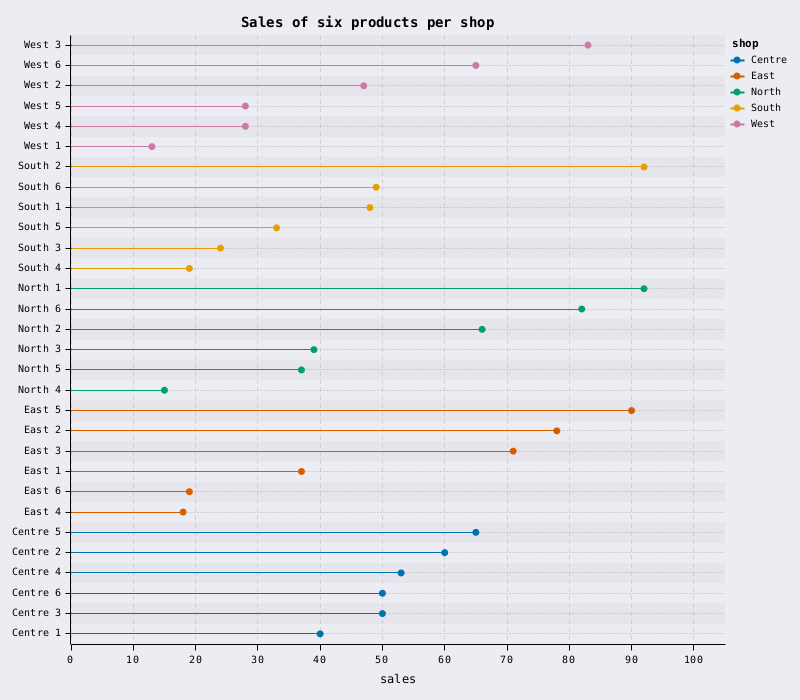 Sales of six products per shop
West 3
West 6
West 2
West 5
West 4
West 1
South 2
South 6
South 1
South 5
South 3
South 4
North 1
North 6
North 2
North 3
North 5
North 4
East 5
East 2
East 3
East 1
East 6
East 4
Centre 5
Centre 2
Centre 4
Centre 6
Centre 3
Centre 1
0 10 20 30 40 50 60 70 80 90 100
sales
shop
Centre
East
North
South
West